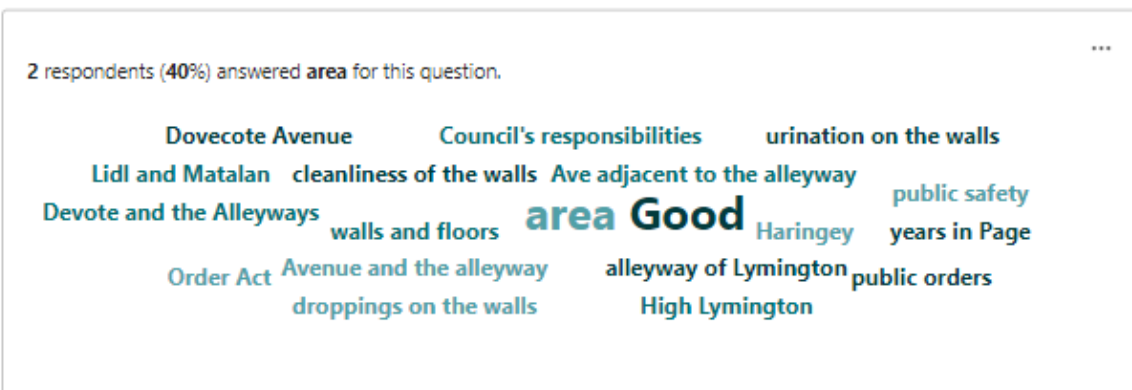 ...
2 respondents (40%) answered area for this question.
Dovecote Avenue Council's responsibilities urination on the walls
Lidl and Matalan cleanliness of the walls Ave adjacent to the alleyway
public safety
Devote and the Alleyways walls and floors area Good Haringey years in Page
Order Act Avenue and the alleyway alleyway of Lymington public orders
droppings on the walls High Lymington